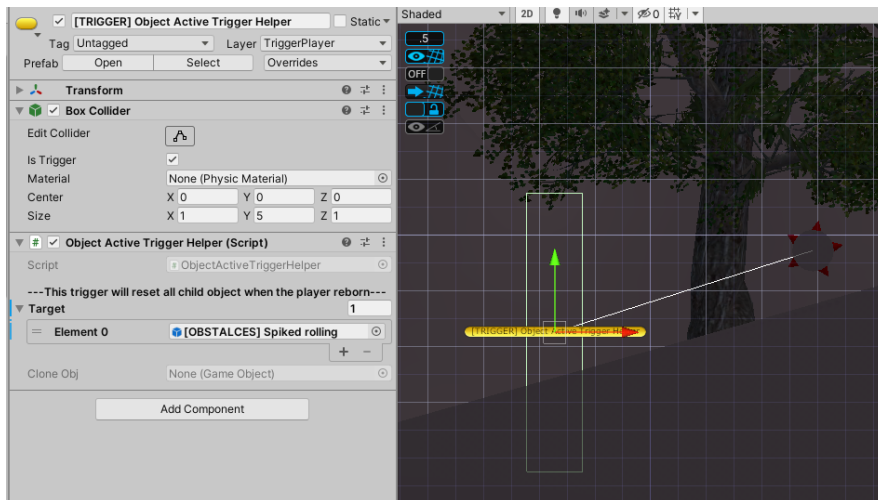 [TRIGGER] Object Active Trigger Helper Static
Tag Untagged Layer TriggerPlayer
Prefab Open Select Overrides
Transform
Box Collider
Edit Collider
Is Trigger
Material None (Physic Material)
Center X 0 Y 0 Z 0
Size X 1 Y 5 Z 1
# Object Active Trigger Helper (Script)
Script # ObjectActiveTriggerHelper
---This trigger will reset all child object when the player reborn---
Target 1
= Element 0 [OBSTALCES] Spiked rolling
+ −
Clone Obj None (Game Object)
Add Component
Shaded 2D 0
.5
OFF
[TRIGGER] Object Active Trigger Helper